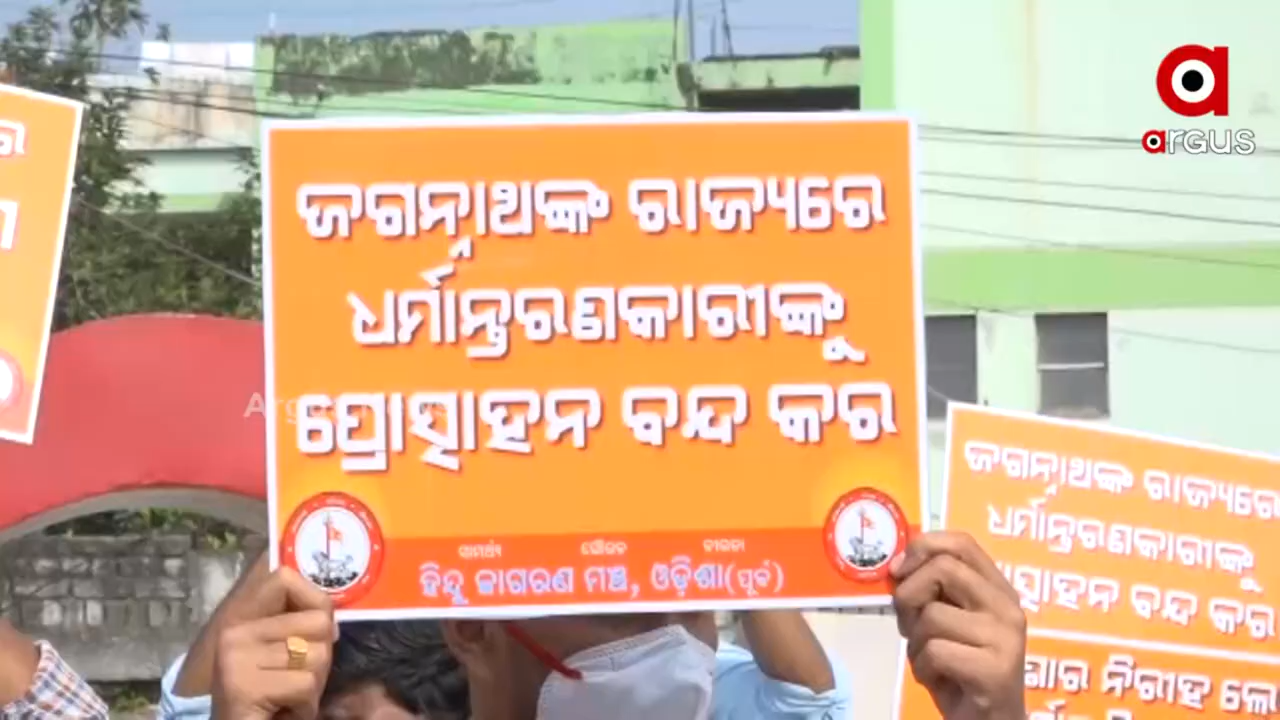 ଜଗନ୍ନାଥଙ୍କ ରାଜ୍ୟରେ
ଧର୍ମାନ୍ତରଣକାରୀଙ୍କୁ
ପ୍ରୋତ୍ସାହନ ବନ୍ଦ କର
ହିନ୍ଦୁ ଜାଗରଣ ମଞ୍ଚ, ଓଡ଼ିଶା(ପୂର୍ବ)
argus
ଜଗନ୍ନାଥଙ୍କ ରାଜ୍ୟରେ
ଧର୍ମାନ୍ତରଣକାରୀଙ୍କୁ
ବନ୍ଦ କର
ନିରୀହ